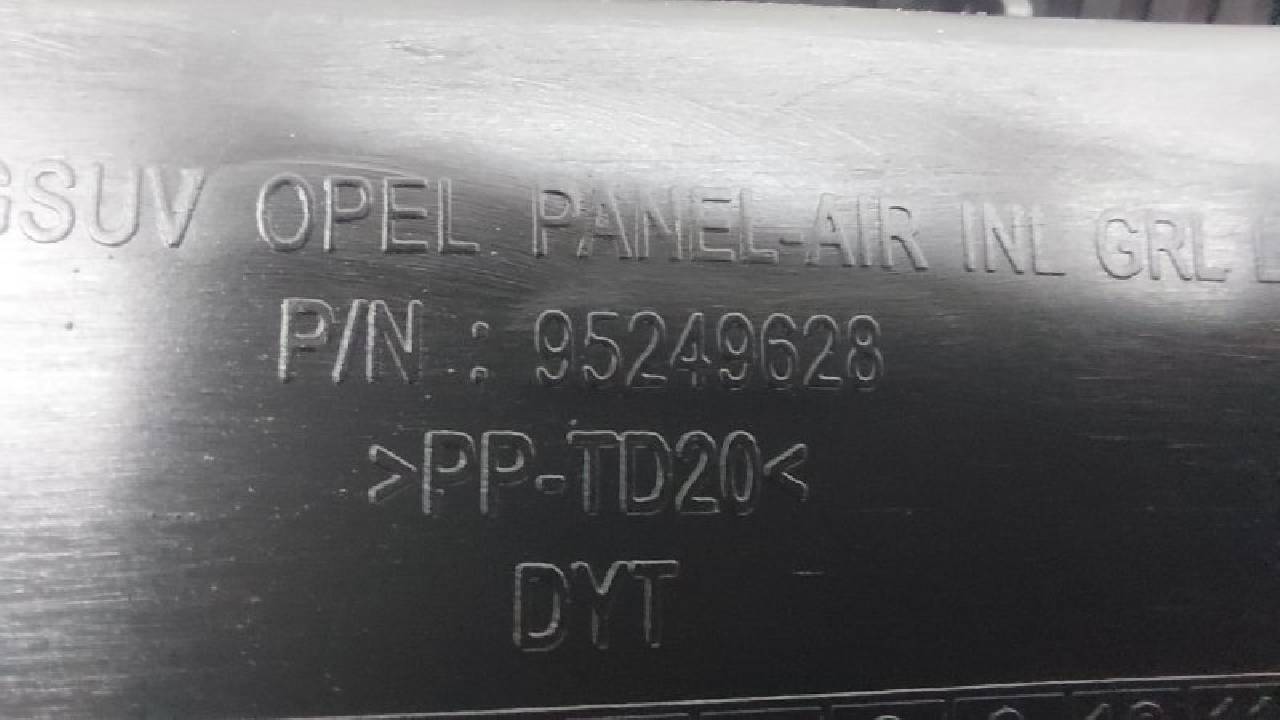 GSUV OPEL PANEL-AIR INL GRL L
P/N : 95249628
>PP-TD20<
DYT